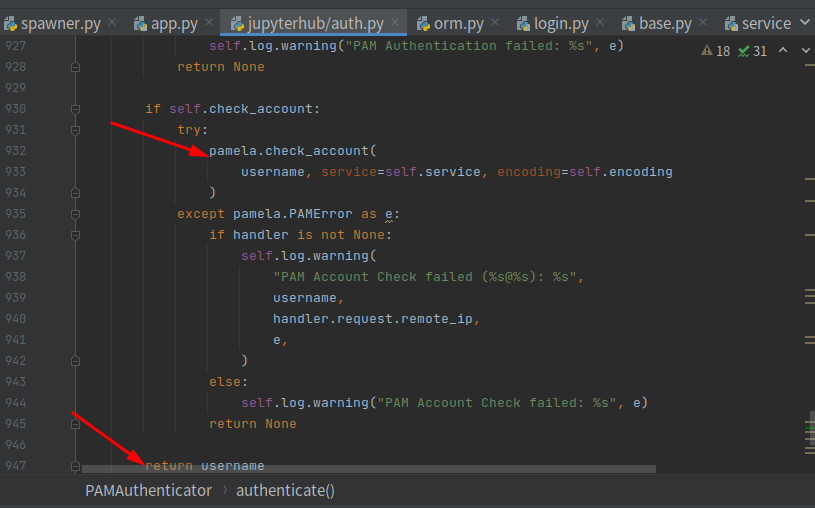 spawner.py app.py jupyterhub/auth.py orm.py login.py base.py service
927 self.log.warning("PAM Authentication failed: %s", e)
18 31
928 return None
929
930 if self.check_account:
931 try:
932 pamela.check_account(
933 username, service=self.service, encoding=self.encoding
934 )
935 except pamela.PAMError as e:
936 if handler is not None:
937 self.log.warning(
938 "PAM Account Check failed (%s@%s): %s",
939 username,
940 handler.request.remote_ip,
941 e,
942 )
943 else:
944 self.log.warning("PAM Account Check failed: %s", e)
945 return None
946
947 return username
PAMAuthenticator › authenticate()